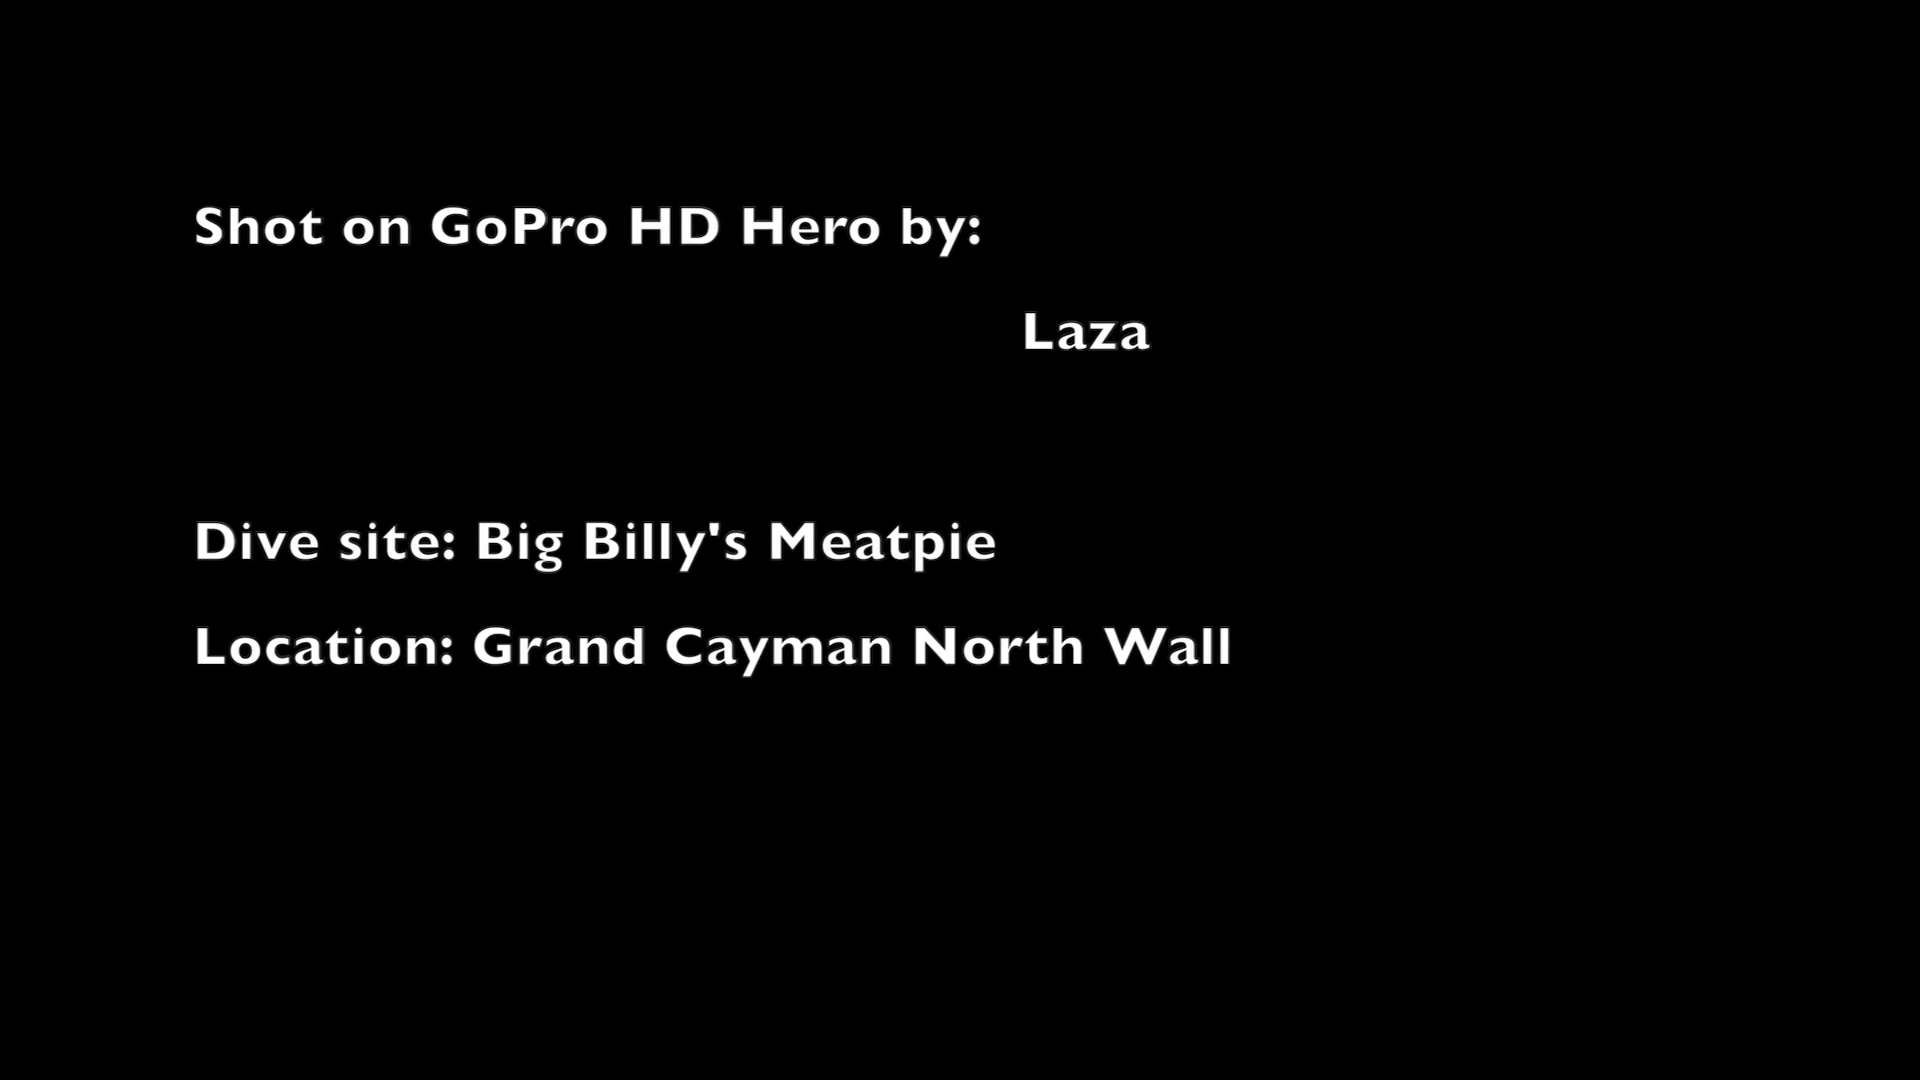 Shot on GoPro HD Hero by:
Laza
Dive site: Big Billy's Meatpie
Location: Grand Cayman North Wall